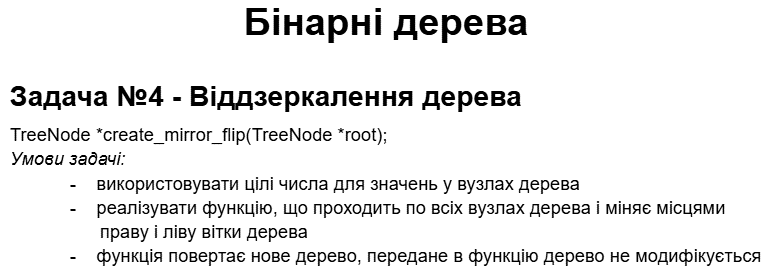 Бінарні дерева
Задача №4 - Віддзеркалення дерева
TreeNode *create_mirror_flip(TreeNode *root);
Умови задачі:
- використовувати цілі числа для значень у вузлах дерева
- реалізувати функцію, що проходить по всіх вузлах дерева і міняє місцями
праву і ліву вітки дерева
- функція повертає нове дерево, передане в функцію дерево не модифікується